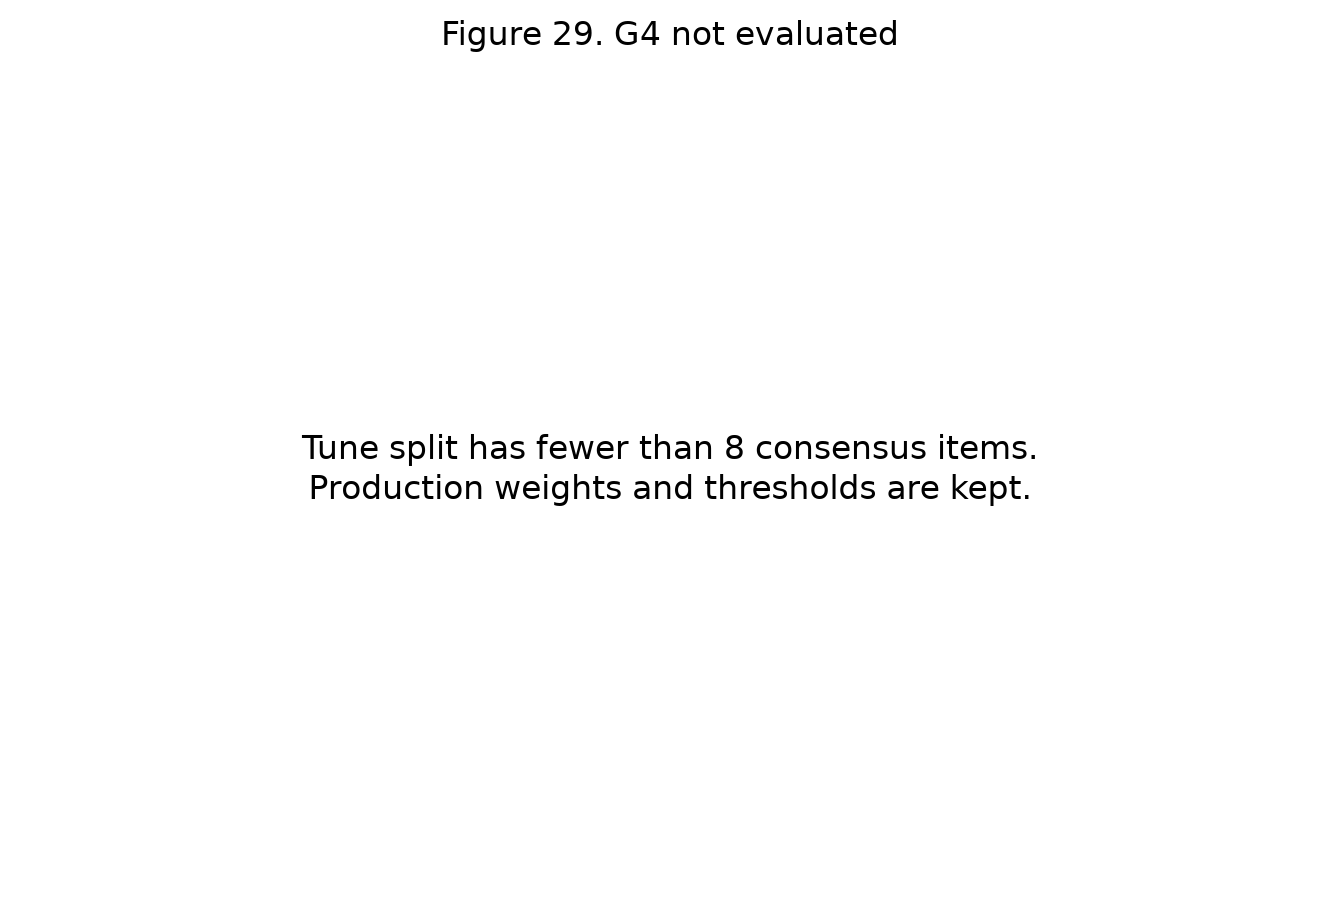 Figure 29. G4 not evaluated
Tune split has fewer than 8 consensus items.
Production weights and thresholds are kept.